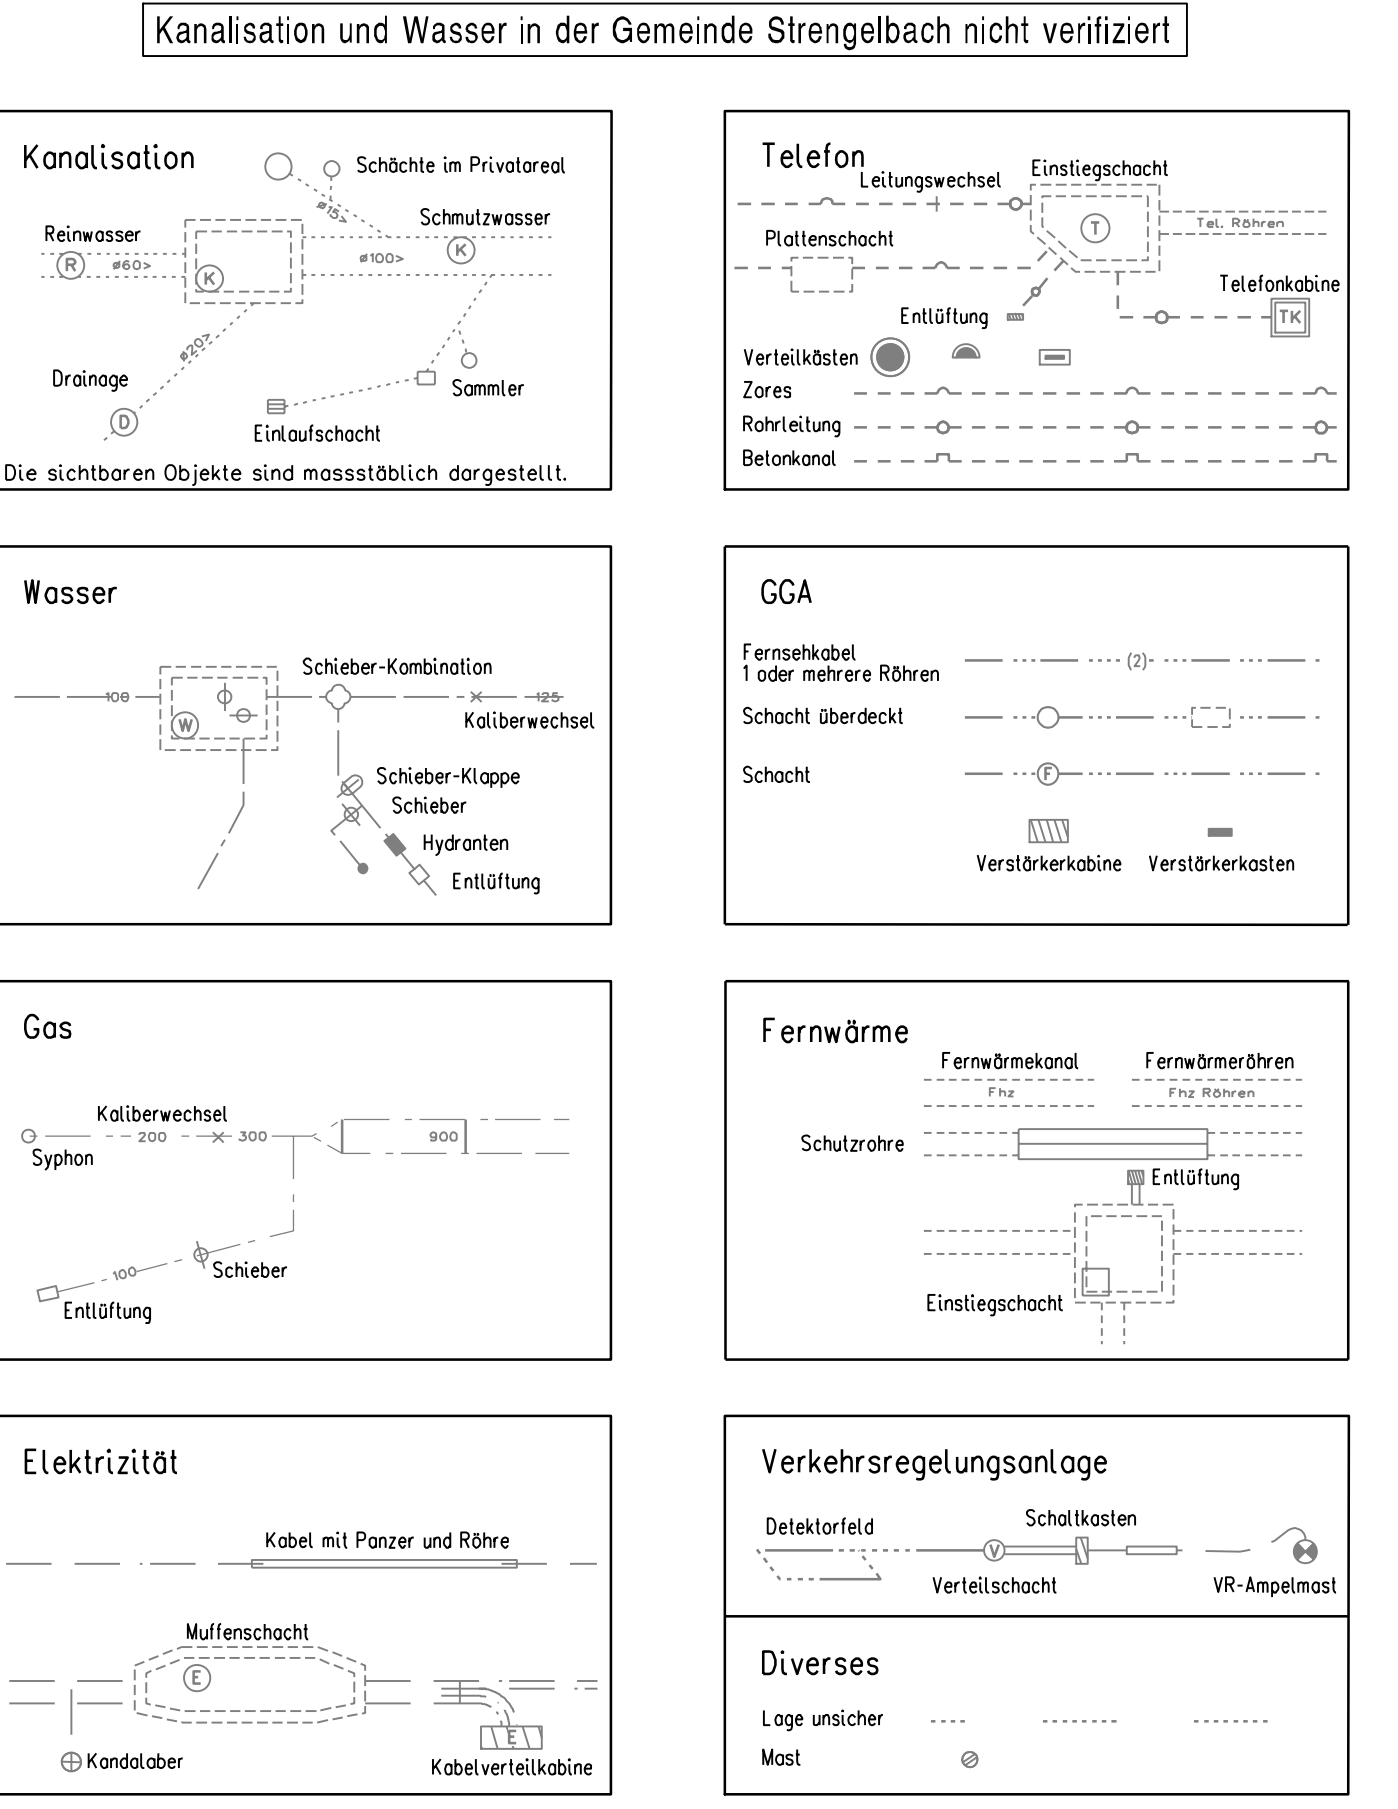 Kanalisation und Wasser in der Gemeinde Strengelbach nicht verifiziert
Kanalisation
Schächte im Privatareal
ø15>
Schmutzwasser
Reinwasser
R
ø60>
K
ø100>
K
ø20>
Drainage
D
Sammler
Einlaufschacht
Die sichtbaren Objekte sind massstäblich dargestellt.
Telefon
Einstiegschacht
Leitungswechsel
T
Tel. Röhren
Plattenschacht
Telefonkabine
Entlüftung
TK
Verteilkästen
Zores
Rohrleitung
Betonkanal
Wasser
Schieber-Kombination
100
125
W
Kaliberwechsel
Schieber-Klappe
Schieber
Hydranten
Entlüftung
GGA
Fernsehkabel
1 oder mehrere Röhren
(2)
Schacht überdeckt
Schacht
F
Verstärkerkabine
Verstärkerkasten
Gas
Kaliberwechsel
200
300
900
Syphon
Schieber
100
Entlüftung
Fernwärme
Fernwärmekanal
Fernwärmeröhren
Fhz
Fhz Röhren
Schutzrohre
Entlüftung
Einstiegschacht
Elektrizität
Kabel mit Panzer und Röhre
Muffenschacht
E
E
Kandalaber
Kabelverteilkabine
Verkehrsregelungsanlage
Detektorfeld
Schaltkasten
V
Verteilschacht
VR-Ampelmast
Diverses
Lage unsicher
Mast